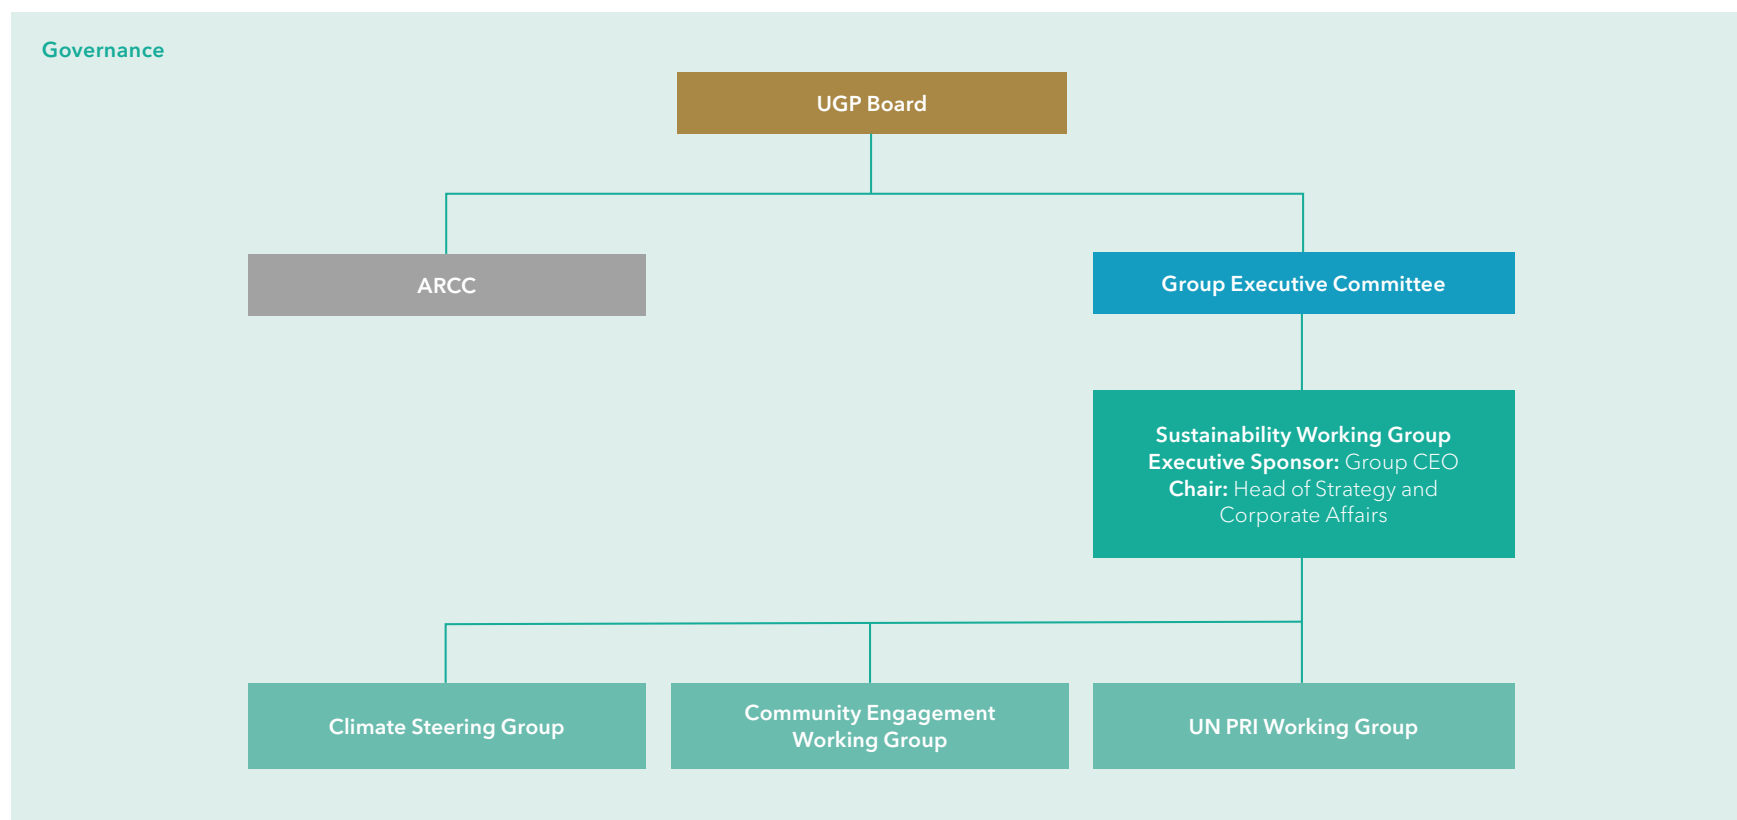 Governance
UGP Board
ARCC
Group Executive Committee
Sustainability Working Group
Executive Sponsor: Group CEO
Chair: Head of Strategy and
Corporate Affairs
Climate Steering Group
Community Engagement
Working Group
UN PRI Working Group